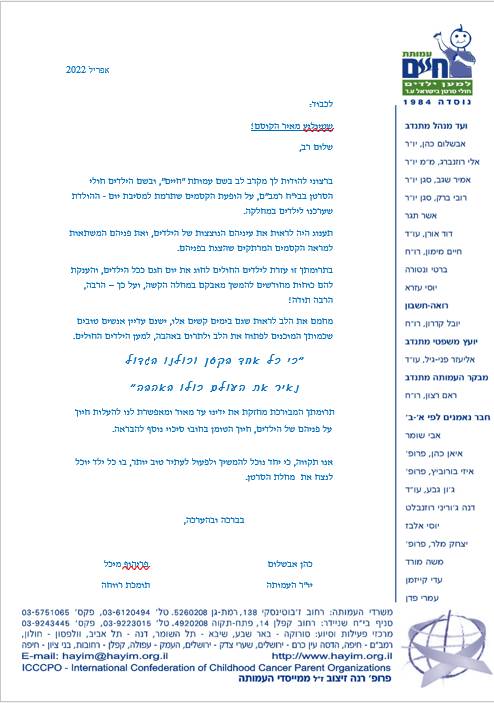 עמותת
חיים
למען ילדים
חולי סרטן בישראל ע.ר
נוסדה 1984
אפריל 2022
לכבוד:
מאיר הקוסם!
שלום רב,
ברצוני להודות לך מקרב לב בשם עמותת "חיים", ובשם הילדים חולי
הסרטן בבי"ח רמב"ם, על הופעת הקסמים שתרמת למסיבת יום - ההולדת
שערכנו לילדים במחלקה.
תענוג היה לראות את עיניהם הנוצצות של הילדים, ואת פניהם המשתאות
למראה הקסמים המרתקים שהצגת בפניהם.
בתרומתך זו עזרת לילדים החולים לחוג את יום חגם ככל הילדים, והענקת
להם כוחות מחודשים להמשך מאבקם במחלה הקשה, ועל כך – הרבה,
הרבה תודה!
מחמם את הלב לראות שגם בימים קשים אלו, ישנם עדיין אנשים טובים
שכמותך המוכנים לפתוח את הלב ולתרום באהבה, למען הילדים החולים.
"כי כל אחד הקטן וכולנו הגדול
נאיר את העולם כולו האהבה"
תרומתך המבורכת מחזקת את ידינו עד מאוד ומאפשרת לנו להעלות חיוך
על פניהם של הילדים, חיוך הטומן בחובו סיכוי נוסף להבראה.
אנו תקווה, כי יחד נוכל להמשיך ולפעול לעתיד טוב יותר, בו כל ילד יוכל
לנצח את מחלת הסרטן.
בברכה ובהערכה,
כהן אבשלום
מיכל
יו"ר העמותה
תומכת רווחה
ועד מנהל מתנדב
אבשלום כהן, יו"ר
אלי רוזנברג, מ"מ יו"ר
אמיר שגב, סגן יו"ר
רובי ברק, סגן יו"ר
אשר תגר
דוד אורן, עו"ד
חיים מימון, רו"ח
ברטי ונטורה
יוסי עזרא
רואה-חשבון
יובל קדרון, רו"ח
יועץ משפטי מתנדב
אליעזר פני-גיל, עו"ד
מבקר העמותה מתנדב
ראם רצון, רו"ח
חבר נאמנים לפי א'-ב'
אבי שומר
איאן כהן, פרופ'
איזי בורוביץ, פרופ'
ג'ון גבע, עו"ד
דנה ג'וריני רוזנבלט
יוסי אלבז
יצחק מלר, פרופ'
משה מורד
עדי קייזמן
עמרי פדן
משרדי העמותה: רחוב ז'בוטינסקי 138, רמת-גן 5260208. טל' 03-6120494, פקס' 03-5751065
סניף בי"ח שניידר: רחוב קפלן 14, פתח-תקוה 4920208. טל' 03-9223015, פקס' 03-9243445
מרכזי פעילות וסיוע: סורוקה - באר שבע, שיבא - תל השומר, דנה - תל אביב, וולפסון - חולון,
רמב"ם - חיפה, הדסה עין כרם - ירושלים, שערי צדק - ירושלים, העמק - עפולה, קפלן - רחובות, בני ציון - חיפה
E-mail: hayim@hayim.org.il http://www.hayim.org.il
ICCCPO - International Confederation of Childhood Cancer Parent Organizations
פרופ' רנה זיצוב ז"ל ממייסדי העמותה